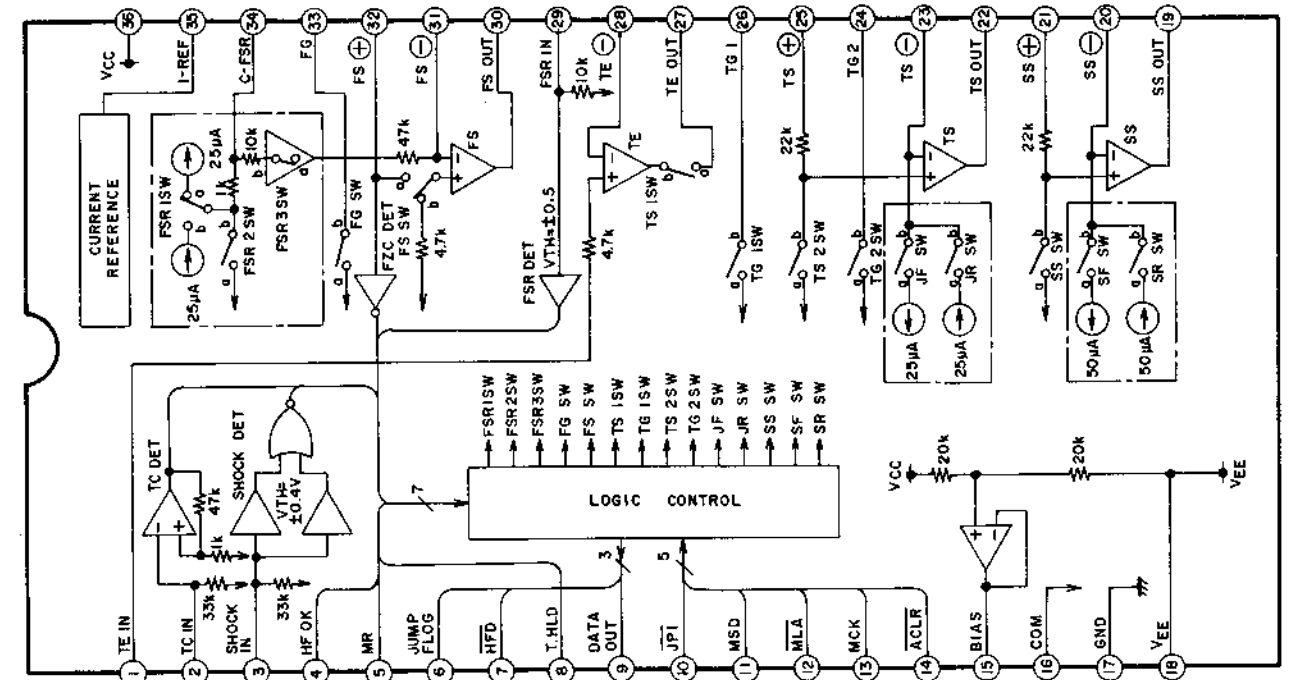 36
35
34
33
32
31
30
29
28
27
26
25
24
23
22
21
20
19
VCC
I-REF
C-FSR
FG
FS ⊕
FS ⊖
FS OUT
FSR IN
TE ⊖
TE OUT
TG 1
TS ⊕
TG 2
TS ⊖
TS OUT
SS ⊕
SS ⊖
SS OUT
CURRENT
REFERENCE
FSR 1SW
25μA
a
b
25μA
1k
10k
b
a
FSR3SW
b
a
FSR 2 SW
FG SW
b
a
FZC DET
FS SW
47k
a
b
4.7k
FS
-
+
10k
FSR DET
VTH=±0.5
TE
-
+
4.7k
TS 1SW
b
a
TG 1SW
b
a
22k
TS 2 SW
b
a
TG 2 SW
b
a
TS
-
+
JF SW
b
a
JR SW
b
a
25μA
25μA
22k
SS SW
b
a
SS
-
+
SF SW
b
a
SR SW
b
a
50μA
50μA
TC DET
-
+
47k
1k
SHOCK DET
VTH=
±0.4V
33k
33k
7
LOGIC CONTROL
FSR1SW
FSR2SW
FSR3SW
FG SW
FS SW
TS 1SW
TG 1SW
TS 2SW
TG 2SW
JF SW
JR SW
SS SW
SF SW
SR SW
3
5
VCC
20k
20k
VEE
+
-
TE IN
TC IN
SHOCK
IN
HF OK
MR
JUMP
FLOG
HFD
T. HLD
DATA
OUT
JP1
MSD
MLA
MCK
ACLR
BIAS
COM
GND
VEE
1
2
3
4
5
6
7
8
9
10
11
12
13
14
15
16
17
18